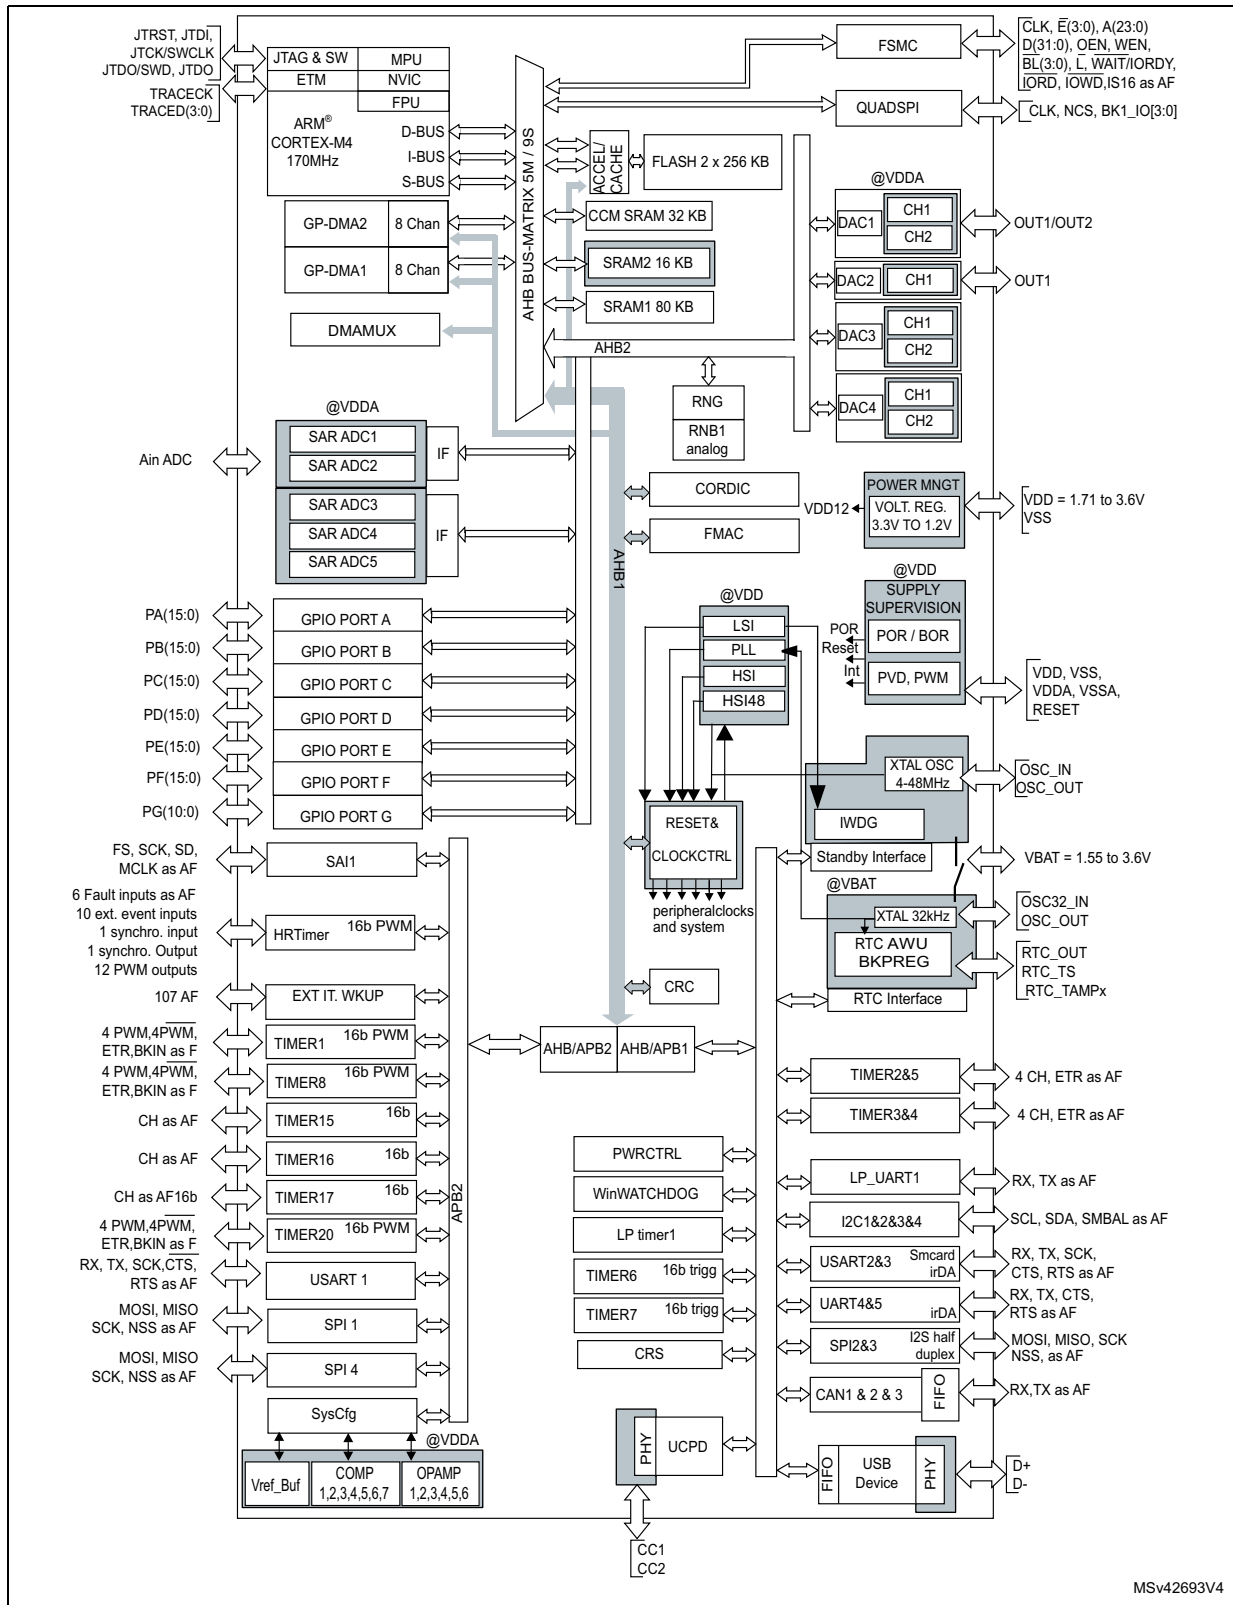 JTRST, JTDI,
JTCK/SWCLK
JTDO/SWD, JTDO
TRACECK
TRACED(3:0)
JTAG & SW
MPU
ETM
NVIC
FPU
ARM®
CORTEX-M4
170MHz
D-BUS
I-BUS
S-BUS
GP-DMA2
8 Chan
GP-DMA1
8 Chan
DMAMUX
AHB BUS-MATRIX 5M / 9S
ACCEL/
CACHE
FLASH 2 x 256 KB
CCM SRAM 32 KB
SRAM2 16 KB
SRAM1 80 KB
AHB2
RNG
RNB1
analog
FSMC
CLK, E(3:0), A(23:0)
D(31:0), OEN, WEN,
BL(3:0), L, WAIT/IORDY,
IORD, IOWD,IS16 as AF
QUADSPI
CLK, NCS, BK1_IO[3:0]
@VDDA
DAC1
CH1
CH2
OUT1/OUT2
DAC2
CH1
OUT1
DAC3
CH1
CH2
DAC4
CH1
CH2
@VDDA
SAR ADC1
SAR ADC2
IF
Ain ADC
SAR ADC3
SAR ADC4
SAR ADC5
IF
CORDIC
FMAC
AHB1
POWER MNGT
VOLT. REG.
3.3V TO 1.2V
VDD12
VDD = 1.71 to 3.6V
VSS
@VDD
SUPPLY
SUPERVISION
POR / BOR
PVD, PWM
POR
Reset
Int
VDD, VSS,
VDDA, VSSA,
RESET
@VDD
LSI
PLL
HSI
HSI48
PA(15:0)
GPIO PORT A
PB(15:0)
GPIO PORT B
PC(15:0)
GPIO PORT C
PD(15:0)
GPIO PORT D
PE(15:0)
GPIO PORT E
PF(15:0)
GPIO PORT F
PG(10:0)
GPIO PORT G
XTAL OSC
4-48MHz
OSC_IN
OSC_OUT
IWDG
Standby Interface
VBAT = 1.55 to 3.6V
RESET&
CLOCKCTRL
peripheralclocks
and system
@VBAT
XTAL 32kHz
OSC32_IN
OSC_OUT
RTC AWU
BKPREG
RTC_OUT
RTC_TS
RTC_TAMPx
RTC Interface
CRC
AHB/APB2
AHB/APB1
FS, SCK, SD,
MCLK as AF
SAI1
6 Fault inputs as AF
10 ext. event inputs
1 synchro. input
1 synchro. Output
12 PWM outputs
HRTimer
16b PWM
107 AF
EXT IT. WKUP
4 PWM,4PWM,
ETR,BKIN as F
TIMER1
16b PWM
4 PWM,4PWM,
ETR,BKIN as F
TIMER8
16b PWM
CH as AF
TIMER15
16b
CH as AF
TIMER16
16b
CH as AF16b
TIMER17
16b
4 PWM,4PWM,
ETR,BKIN as F
TIMER20
16b PWM
RX, TX, SCK,CTS,
RTS as AF
USART 1
MOSI, MISO
SCK, NSS as AF
SPI 1
MOSI, MISO
SCK, NSS as AF
SPI 4
SysCfg
APB2
@VDDA
Vref_Buf
COMP
1,2,3,4,5,6,7
OPAMP
1,2,3,4,5,6
PWRCTRL
WinWATCHDOG
LP timer1
TIMER6
16b trigg
TIMER7
16b trigg
CRS
PHY
UCPD
CC1
CC2
TIMER2&5
4 CH, ETR as AF
TIMER3&4
4 CH, ETR as AF
LP_UART1
RX, TX as AF
I2C1&2&3&4
SCL, SDA, SMBAL as AF
USART2&3
Smcard
irDA
RX, TX, SCK,
CTS, RTS as AF
UART4&5
irDA
RX, TX, CTS,
RTS as AF
SPI2&3
I2S half
duplex
MOSI, MISO, SCK
NSS, as AF
CAN1 & 2 & 3
FIFO
RX,TX as AF
FIFO
USB
Device
PHY
D+
D-
MSv42693V4